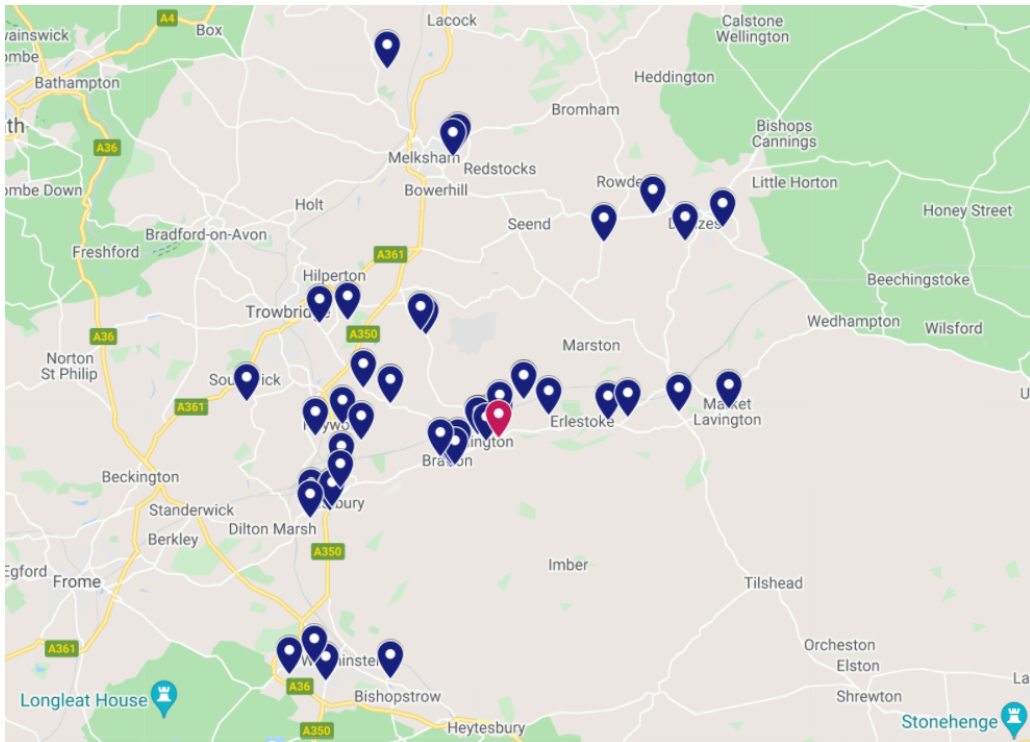 A4
Lacock
Calstone
Wellington
Box
Bathampton
Heddington
Bromham
Bishops
Cannings
A36
Melksham
Redstocks
Bowerhill
Little Horton
Holt
Seend
Honey Street
Bradford-on-Avon
Freshford
A361
Hilperton
Beechingstoke
A36
A350
Wedhampton
Wilsford
Marston
Norton
St Philip
A361
Erlestoke
Market
Lavington
Beckington
Standerwick
Dilton Marsh
Berkley
A350
Imber
Frome
Tilshead
A361
Orcheston
Elston
A36
Longleat House
Bishopstrow
Shrewton
Stonehenge
A350
Heytesbury